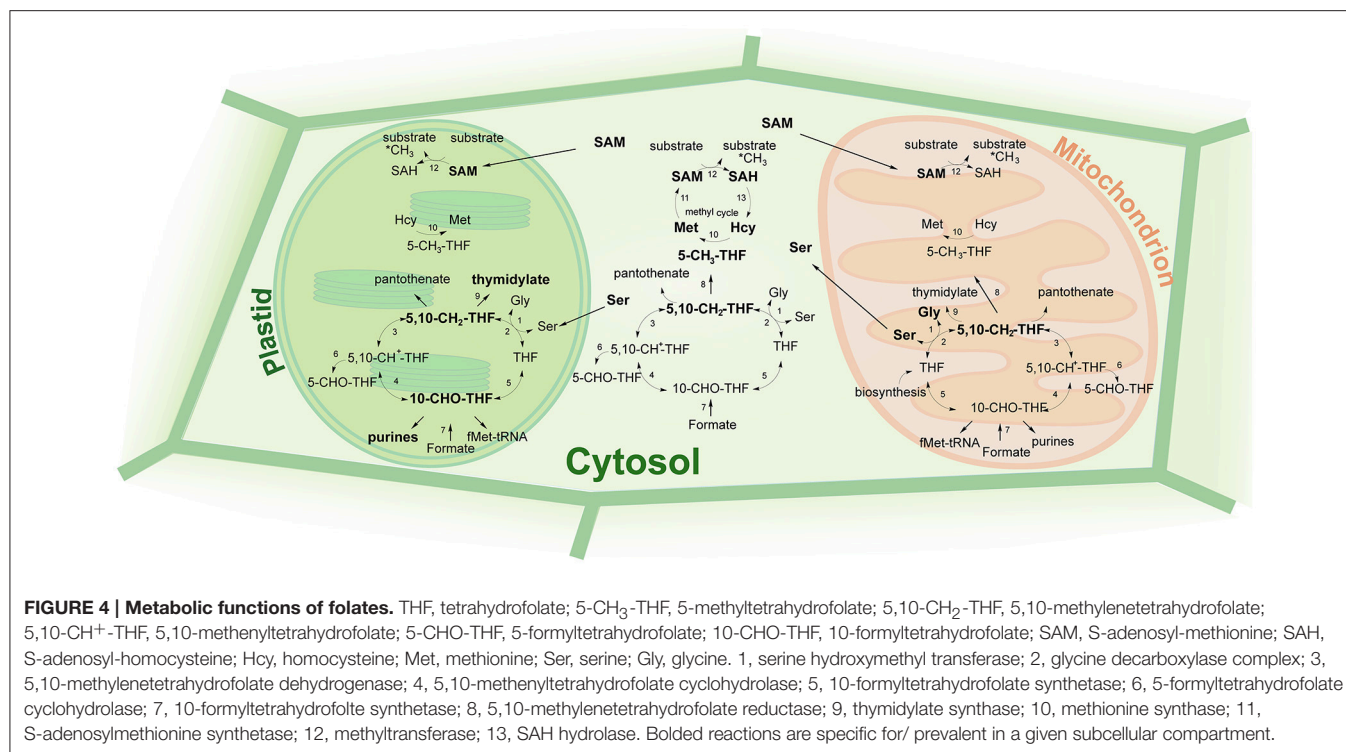 Plastid
substrate
substrate
*CH3
12
SAH
SAM
Hcy
Met
10
5-CH3-THF
pantothenate
thymidylate
9
Gly
5,10-CH2-THF
1
2
Ser
3
5,10-CH+-THF
THF
6
5-CHO-THF
4
5
10-CHO-THF
purines
7
fMet-tRNA
Formate
SAM
Ser
SAM
substrate
substrate
*CH3
SAM
12
SAH
11
13
methyl cycle
Met
Hcy
10
5-CH3-THF
8
pantothenate
Gly
5,10-CH2-THF
1
2
Ser
3
5,10-CH+-THF
THF
6
5-CHO-THF
4
5
10-CHO-THF
7
Formate
Cytosol
Ser
Mitochondrion
substrate
substrate
*CH3
SAM
12
SAH
Met
Hcy
10
5-CH3-THF
8
thymidylate
pantothenate
Gly
9
Ser
1
5,10-CH2-THF
2
3
THF
5,10-CH+-THF
6
5-CHO-THF
biosynthesis
5
4
10-CHO-THF
fMet-tRNA
7
purines
Formate
FIGURE 4 | Metabolic functions of folates. THF, tetrahydrofolate; 5-CH3-THF, 5-methyltetrahydrofolate; 5,10-CH2-THF, 5,10-methylenetetrahydrofolate;
5,10-CH+-THF, 5,10-methenyltetrahydrofolate; 5-CHO-THF, 5-formyltetrahydrofolate; 10-CHO-THF, 10-formyltetrahydrofolate; SAM, S-adenosyl-methionine; SAH,
S-adenosyl-homocysteine; Hcy, homocysteine; Met, methionine; Ser, serine; Gly, glycine. 1, serine hydroxymethyl transferase; 2, glycine decarboxylase complex; 3,
5,10-methylenetetrahydrofolate dehydrogenase; 4, 5,10-methenyltetrahydrofolate cyclohydrolase; 5, 10-formyltetrahydrofolate synthetase; 6, 5-formyltetrahydrofolate
cyclohydrolase; 7, 10-formyltetrahydrofolte synthetase; 8, 5,10-methylenetetrahydrofolate reductase; 9, thymidylate synthase; 10, methionine synthase; 11,
S-adenosylmethionine synthetase; 12, methyltransferase; 13, SAH hydrolase. Bolded reactions are specific for/ prevalent in a given subcellular compartment.